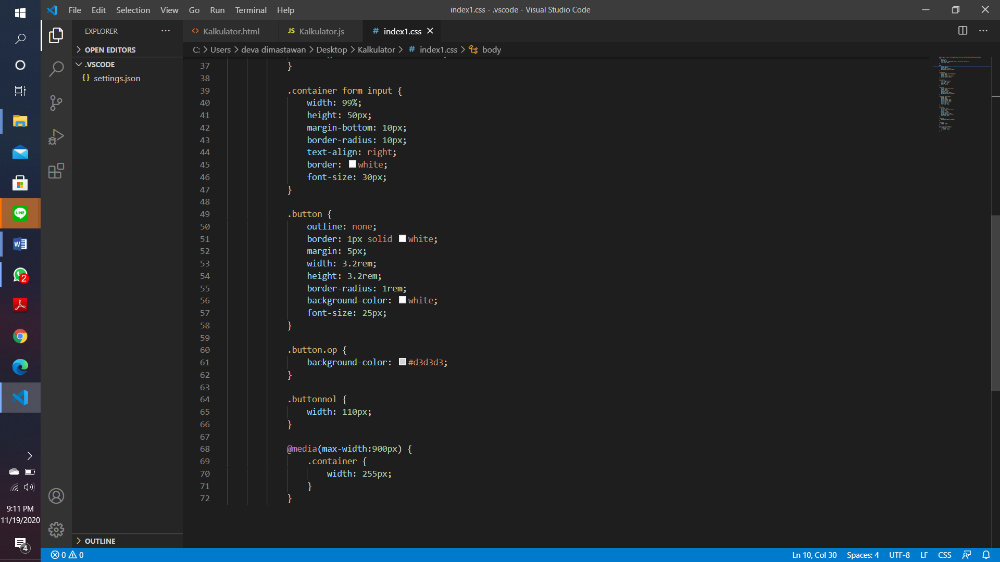 File Edit Selection View Go Run Terminal Help
index1.css - .vscode - Visual Studio Code
EXPLORER
Kalkulator.html
JS Kalkulator.js
# index1.css
OPEN EDITORS
C: > Users > deva dimastawan > Desktop > Kalkulator > # index1.css > body
.VSCODE
{} settings.json
37 }
38
39 .container form input {
40 width: 99%;
41 height: 50px;
42 margin-bottom: 10px;
43 border-radius: 10px;
44 text-align: right;
45 border: white;
46 font-size: 30px;
47 }
48
49 .button {
50 outline: none;
51 border: 1px solid white;
52 margin: 5px;
53 width: 3.2rem;
54 height: 3.2rem;
55 border-radius: 1rem;
56 background-color: white;
57 font-size: 25px;
58 }
59
60 .button.op {
61 background-color: #d3d3d3;
62 }
63
64 .buttonnol {
65 width: 110px;
66 }
67
68 @media(max-width:900px) {
69 .container {
70 width: 255px;
71 }
72 }
OUTLINE
LINE
W
2
9:11 PM
11/19/2020
4
0 0
Ln 10, Col 30 Spaces: 4 UTF-8 LF CSS